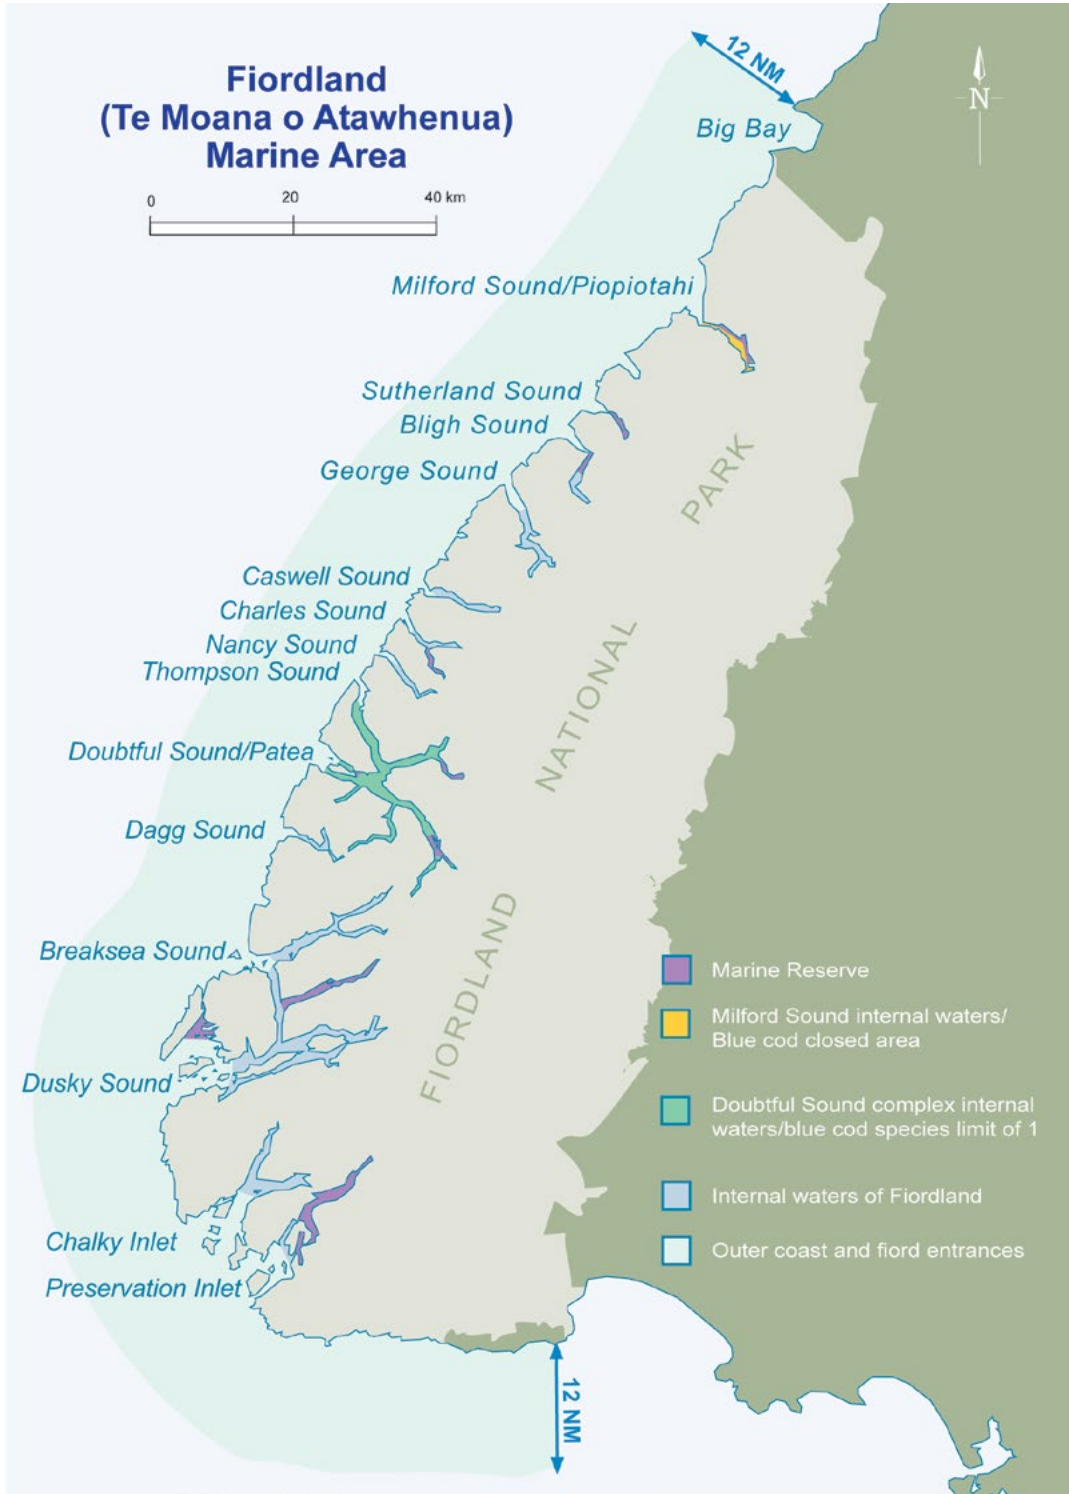 Fiordland
(Te Moana o Atawhenua)
Marine Area
0 20 40 km
12 NM
N
Big Bay
Milford Sound/Piopiotahi
Sutherland Sound
Bligh Sound
George Sound
Caswell Sound
Charles Sound
Nancy Sound
Thompson Sound
Doubtful Sound/Patea
Dagg Sound
Breaksea Sound
Dusky Sound
Chalky Inlet
Preservation Inlet
FIORDLAND NATIONAL PARK
Marine Reserve
Milford Sound internal waters/
Blue cod closed area
Doubtful Sound complex internal
waters/blue cod species limit of 1
Internal waters of Fiordland
Outer coast and fiord entrances
12 NM